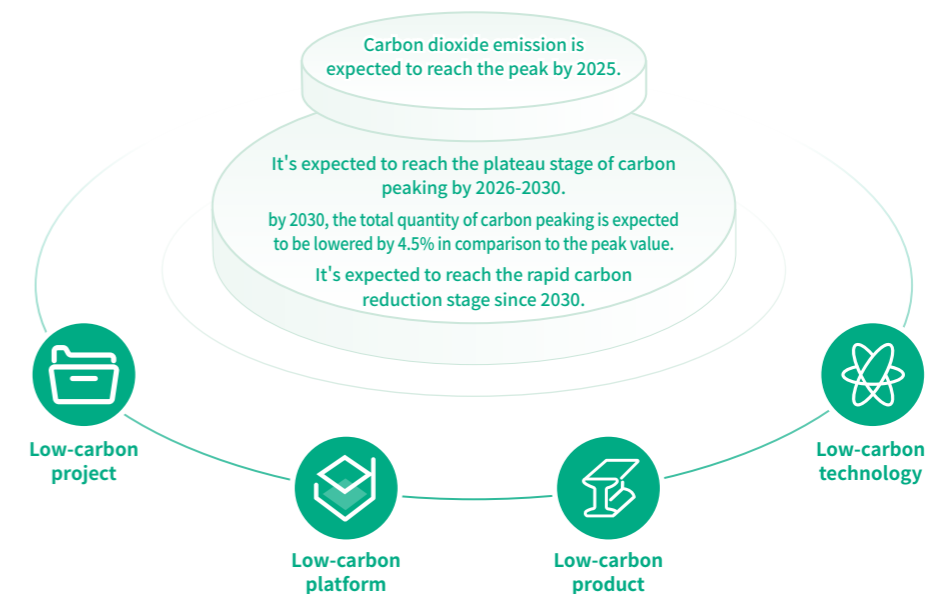 Carbon dioxide emission is
expected to reach the peak by 2025.
It's expected to reach the plateau stage of carbon
peaking by 2026-2030.
by 2030, the total quantity of carbon peaking is expected
to be lowered by 4.5% in comparison to the peak value.
It's expected to reach the rapid carbon
reduction stage since 2030.
Low-carbon
project
Low-carbon
platform
Low-carbon
product
Low-carbon
technology